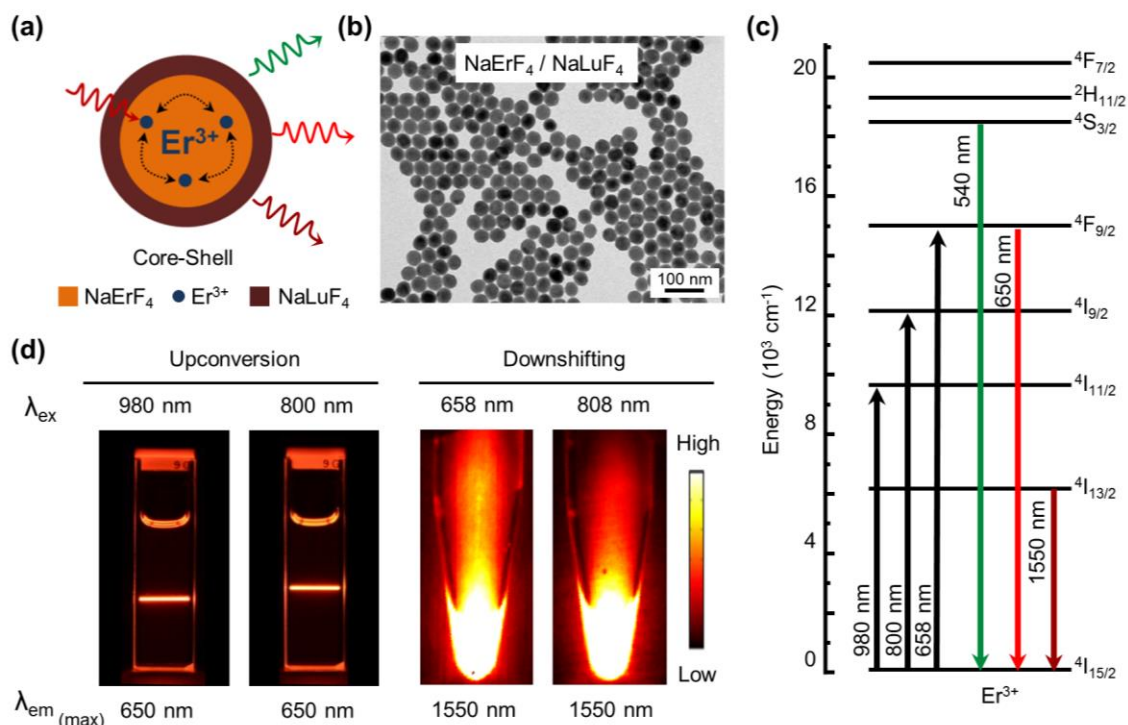 (a)
Er³⁺
Core-Shell
NaErF₄ Er³⁺ NaLuF₄
(b)
NaErF₄ / NaLuF₄
100 nm
(c)
Energy (10³ cm⁻¹)
20
16
12
8
4
0
⁴F₇/₂
²H₁₁/₂
⁴S₃/₂
⁴F₉/₂
⁴I₉/₂
⁴I₁₁/₂
⁴I₁₃/₂
⁴I₁₅/₂
980 nm
800 nm
658 nm
540 nm
650 nm
1550 nm
Er³⁺
(d)
Upconversion Downshifting
λex 980 nm 800 nm 658 nm 808 nm
High
Low
λem (max) 650 nm 650 nm 1550 nm 1550 nm